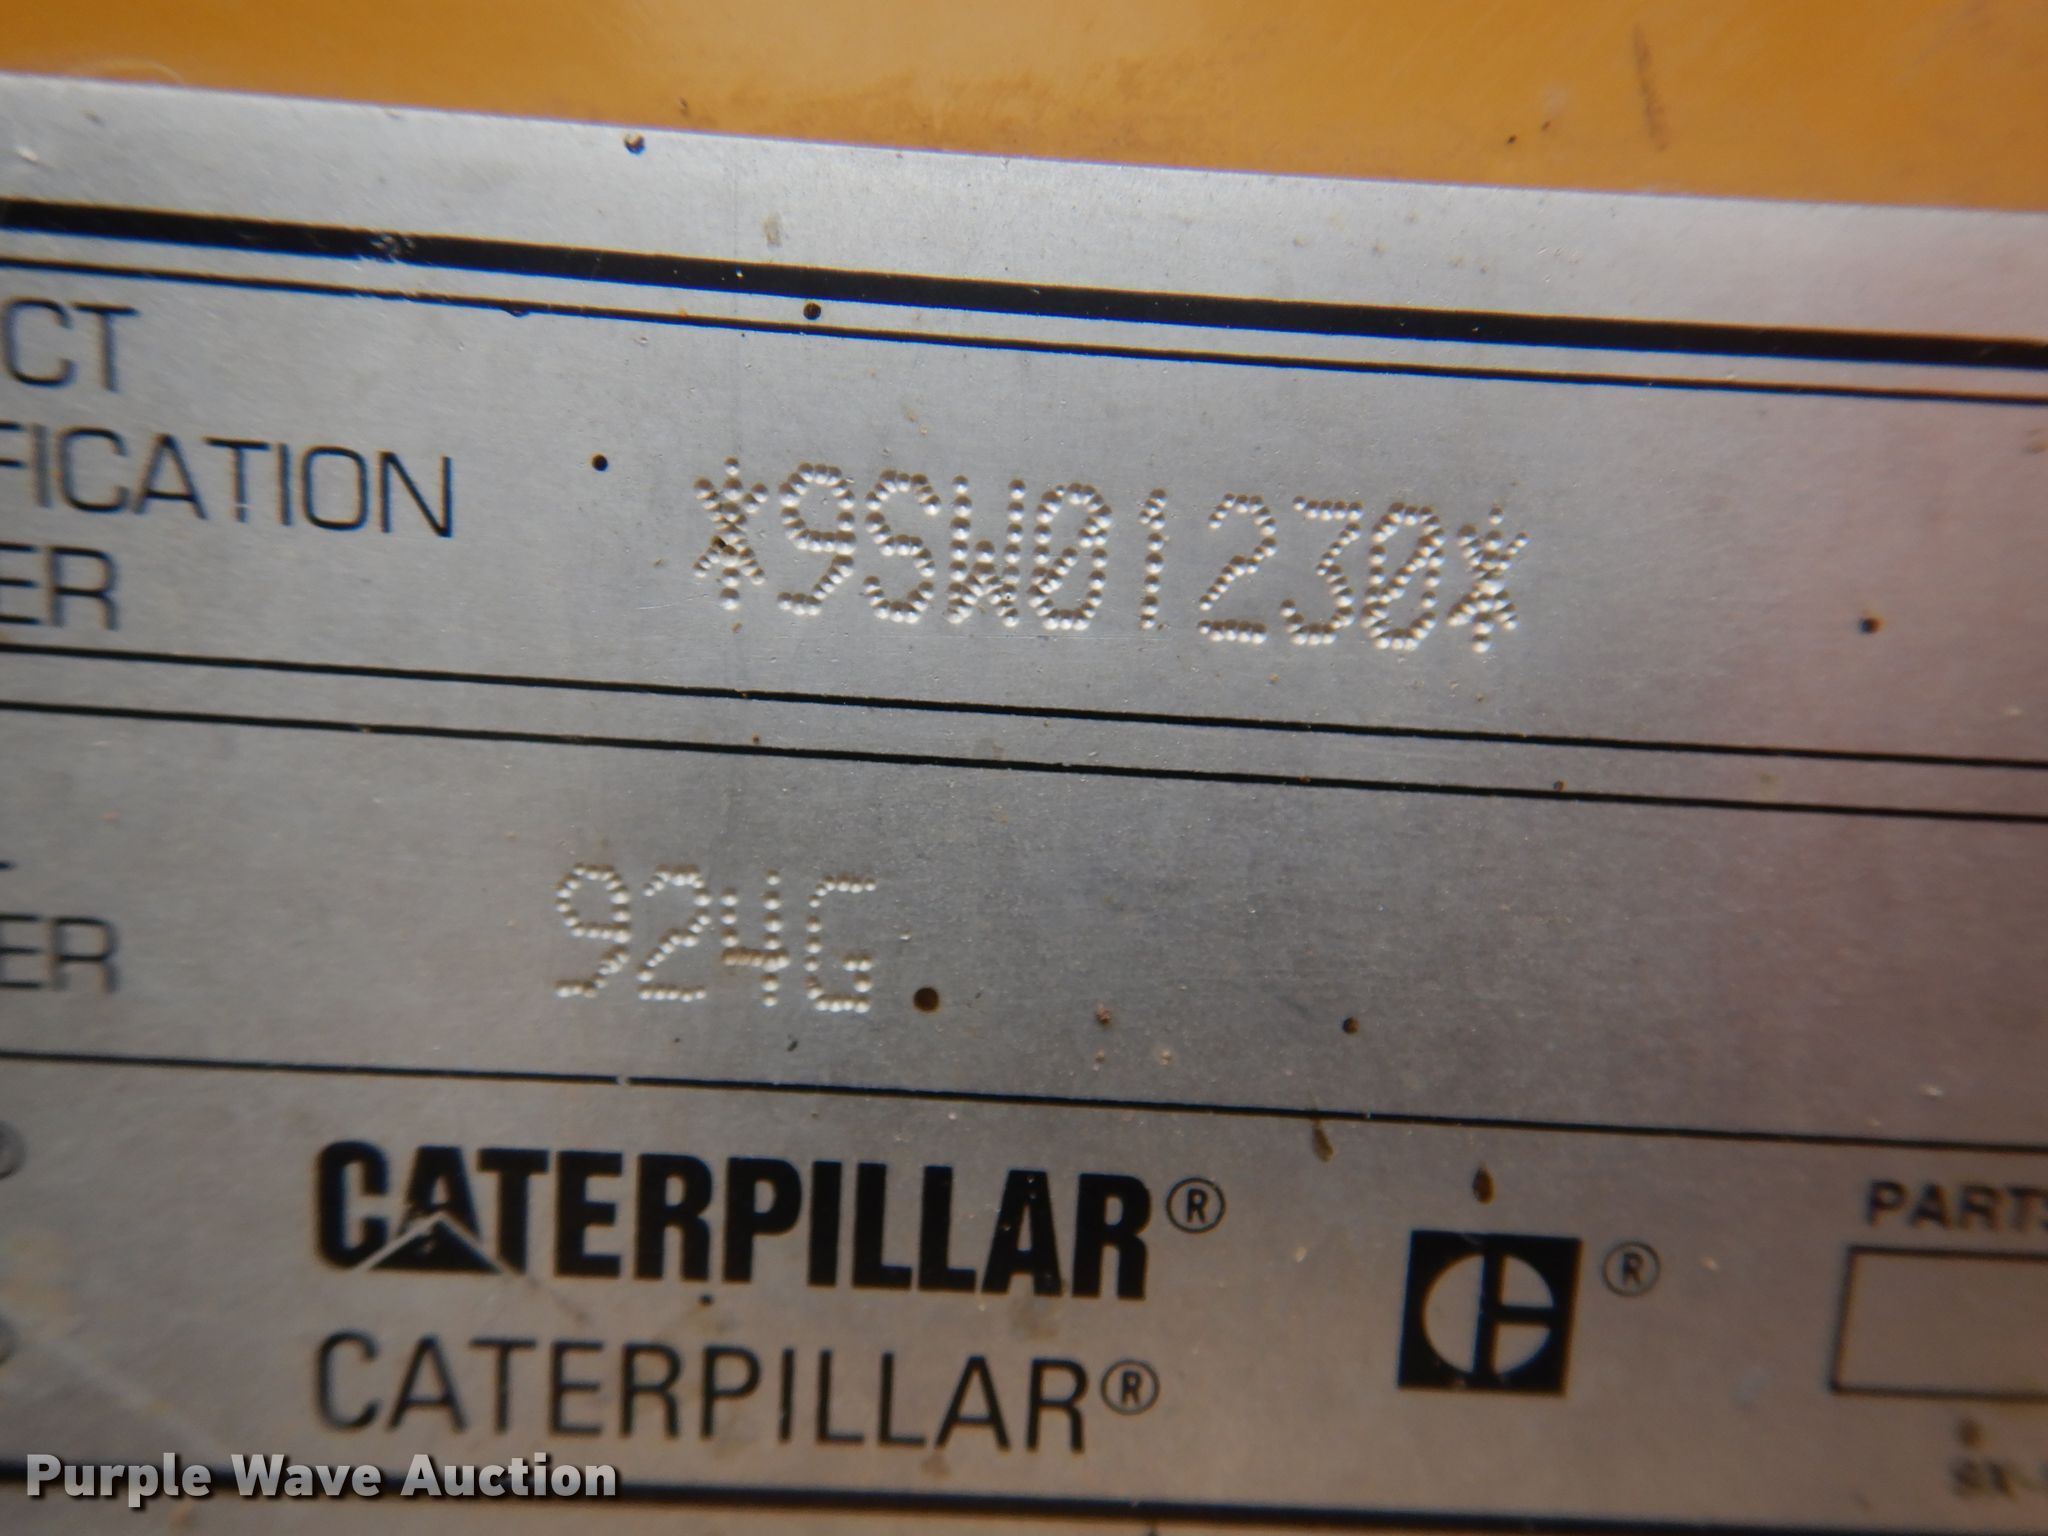 CT
FICATION
ER
*9SW01230*
ER
924G
CATERPILLAR®
®
PARTS
CATERPILLAR®
Purple Wave Auction